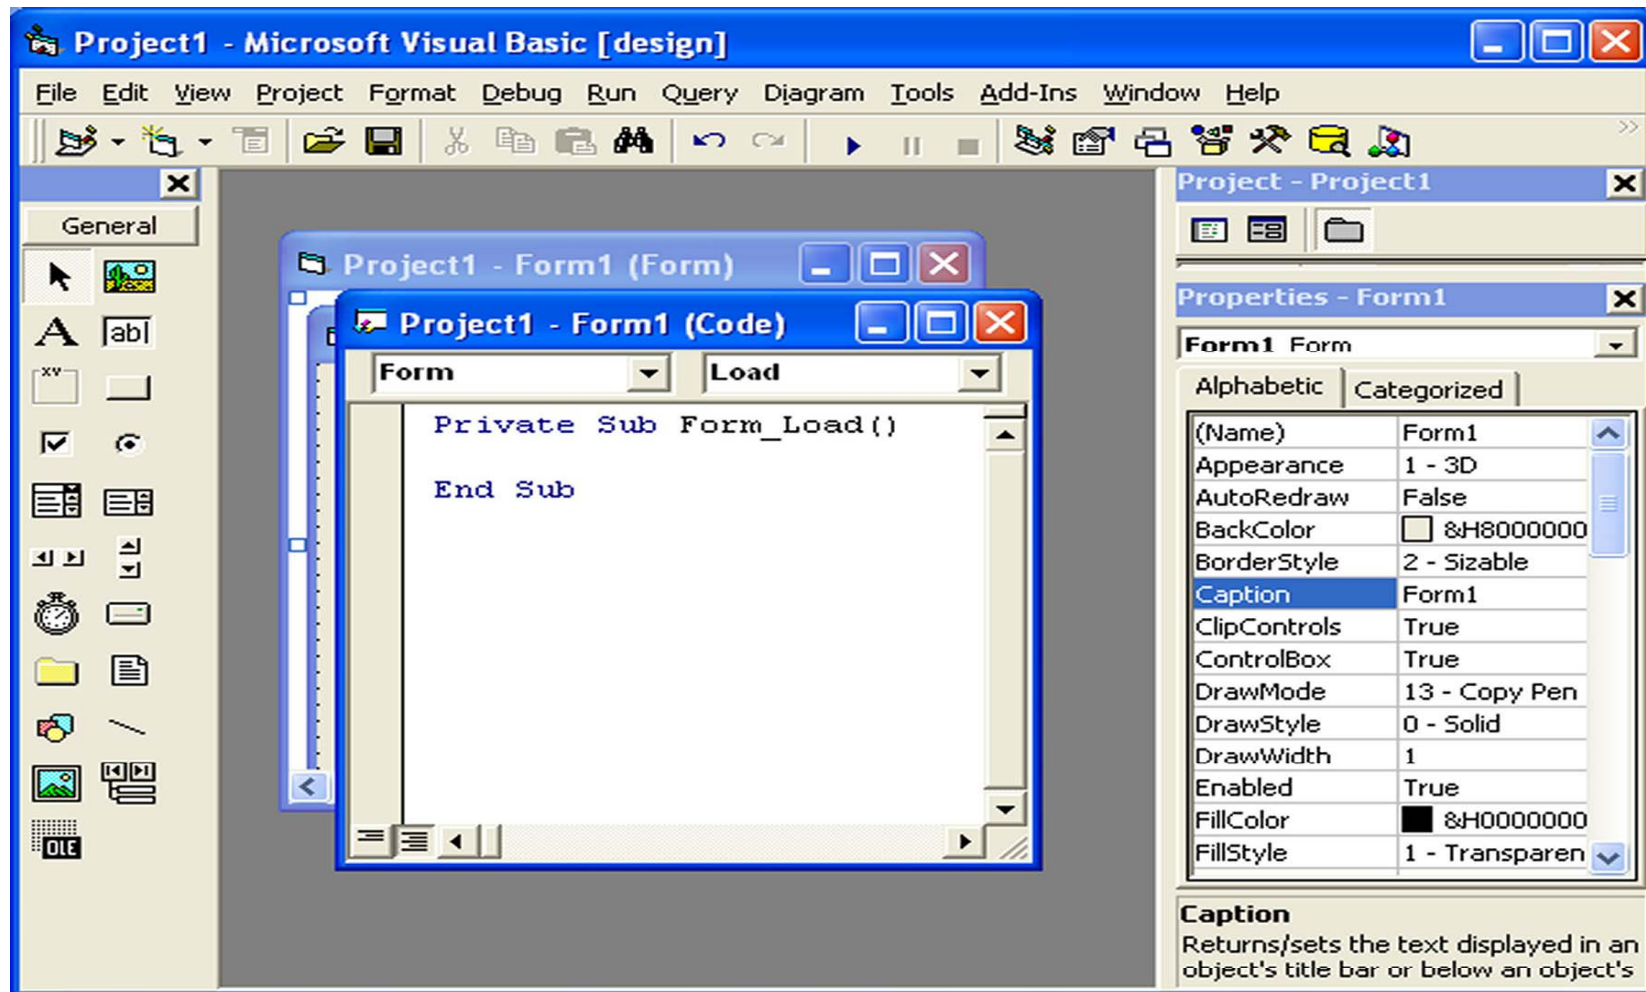 Project1 - Microsoft Visual Basic [design]
File Edit View Project Format Debug Run Query Diagram Tools Add-Ins Window Help
General
A ab|
XY
OLE
Project1 - Form1 (Form)
Project1 - Form1 (Code)
Form Load
Private Sub Form_Load()
End Sub
Project - Project1
Properties - Form1
Form1 Form
Alphabetic Categorized
(Name) Form1
Appearance 1 - 3D
AutoRedraw False
BackColor &H8000000
BorderStyle 2 - Sizable
Caption Form1
ClipControls True
ControlBox True
DrawMode 13 - Copy Pen
DrawStyle 0 - Solid
DrawWidth 1
Enabled True
FillColor &H0000000
FillStyle 1 - Transparen
Caption
Returns/sets the text displayed in an
object's title bar or below an object's